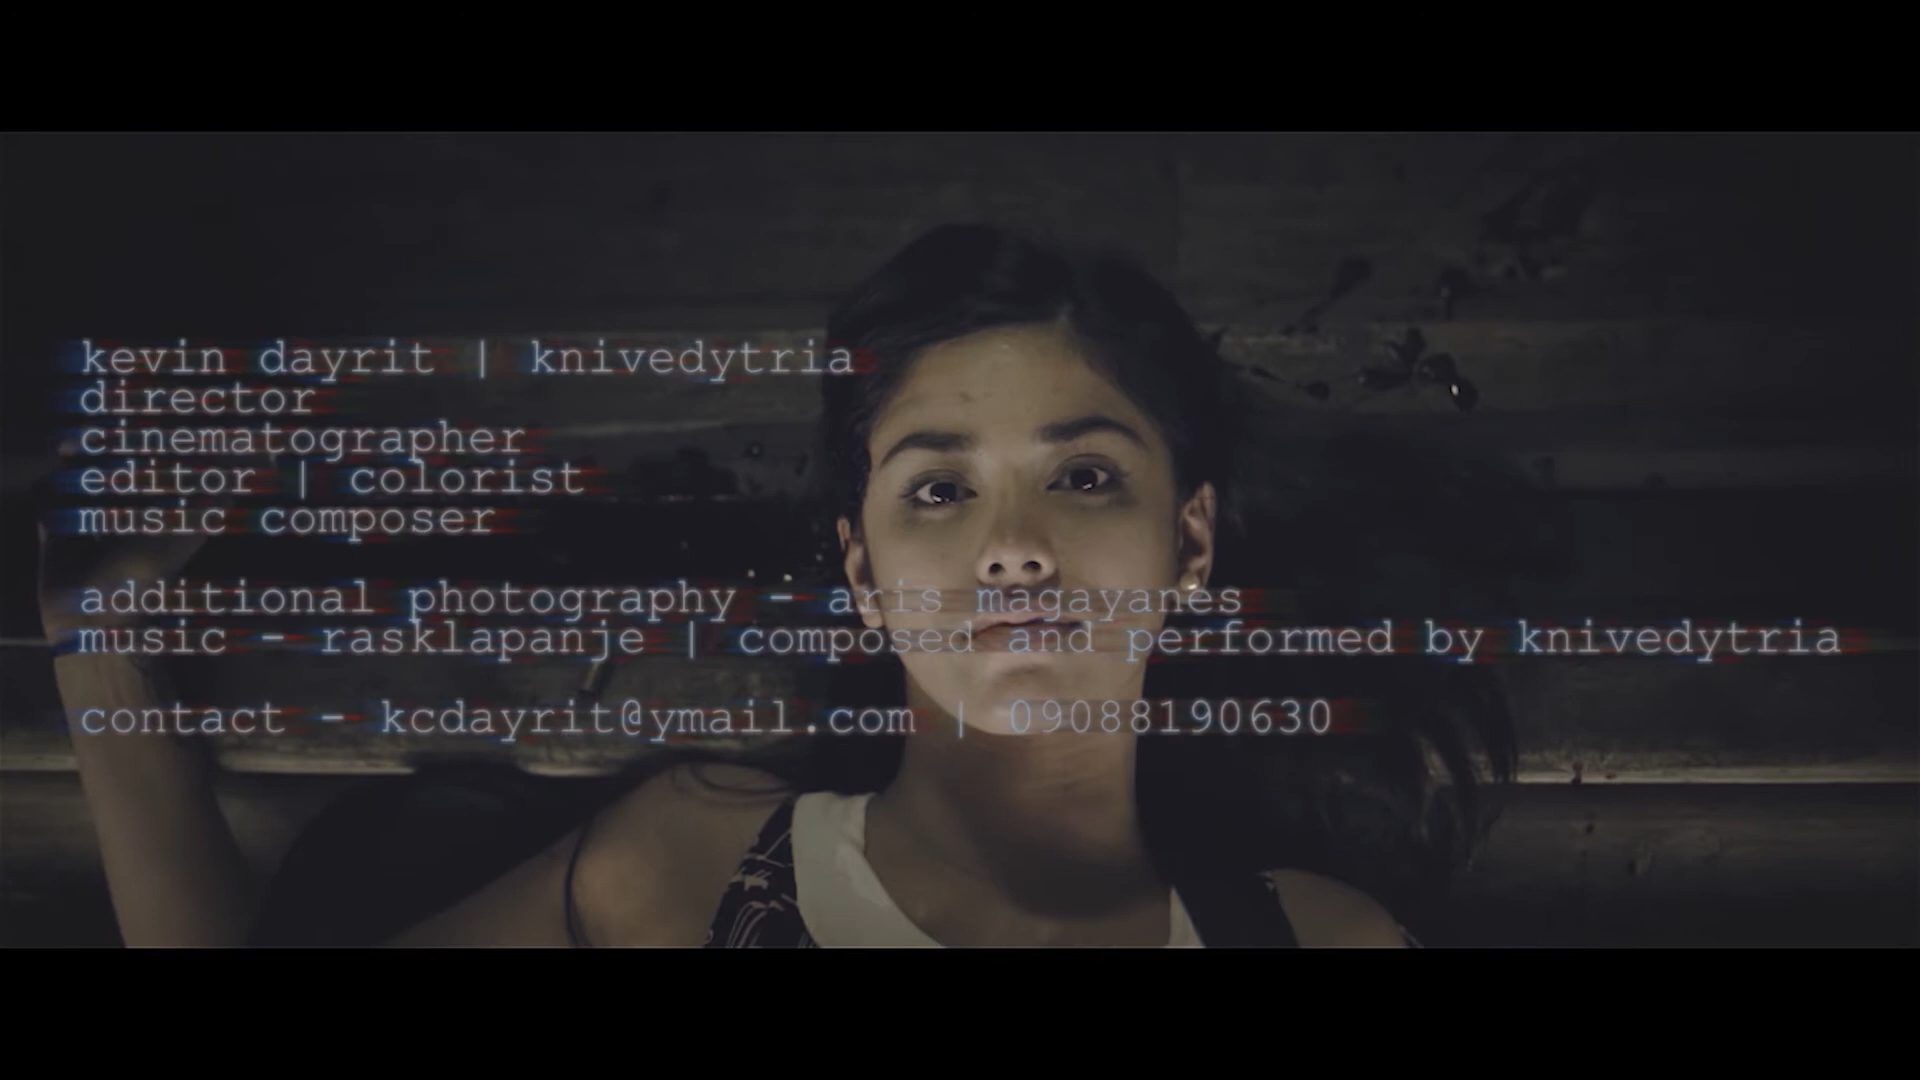 kevin dayrit | knivedytria
director
cinematographer
editor | colorist
music composer
additional photography - aris magayanes
music - rasklapanje | composed and performed by knivedytria
contact - kcdayrit@ymail.com | 09088190630